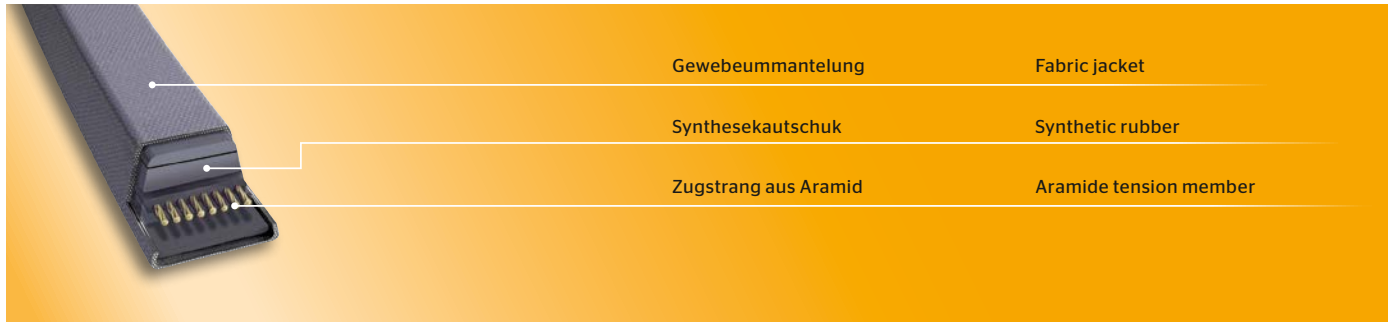 Gewebeummantelung Fabric jacket
Synthesekautschuk Synthetic rubber
Zugstrang aus Aramid Aramide tension member